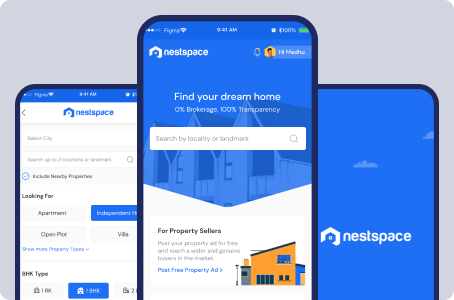 Figma
9:41 AM
$100%
nestspace
Hi Madhu
Find your dream home
0% Brokerage, 100% Transparency
Search by locality or landmark
For Property Sellers
Post your property ad for free
and reach a wider end genuine
buyers in the market.
Post Free Property Ad >
Figma
9:41 AM
$100
nestspace
Select City
Search up to 3 locations or landmark
Include Nearby Properties
Looking For
Apartment
Independent H
Open Plot
Villa
Show more Property Types
BHK Type
1 RK
1 BHK
2
nestspace